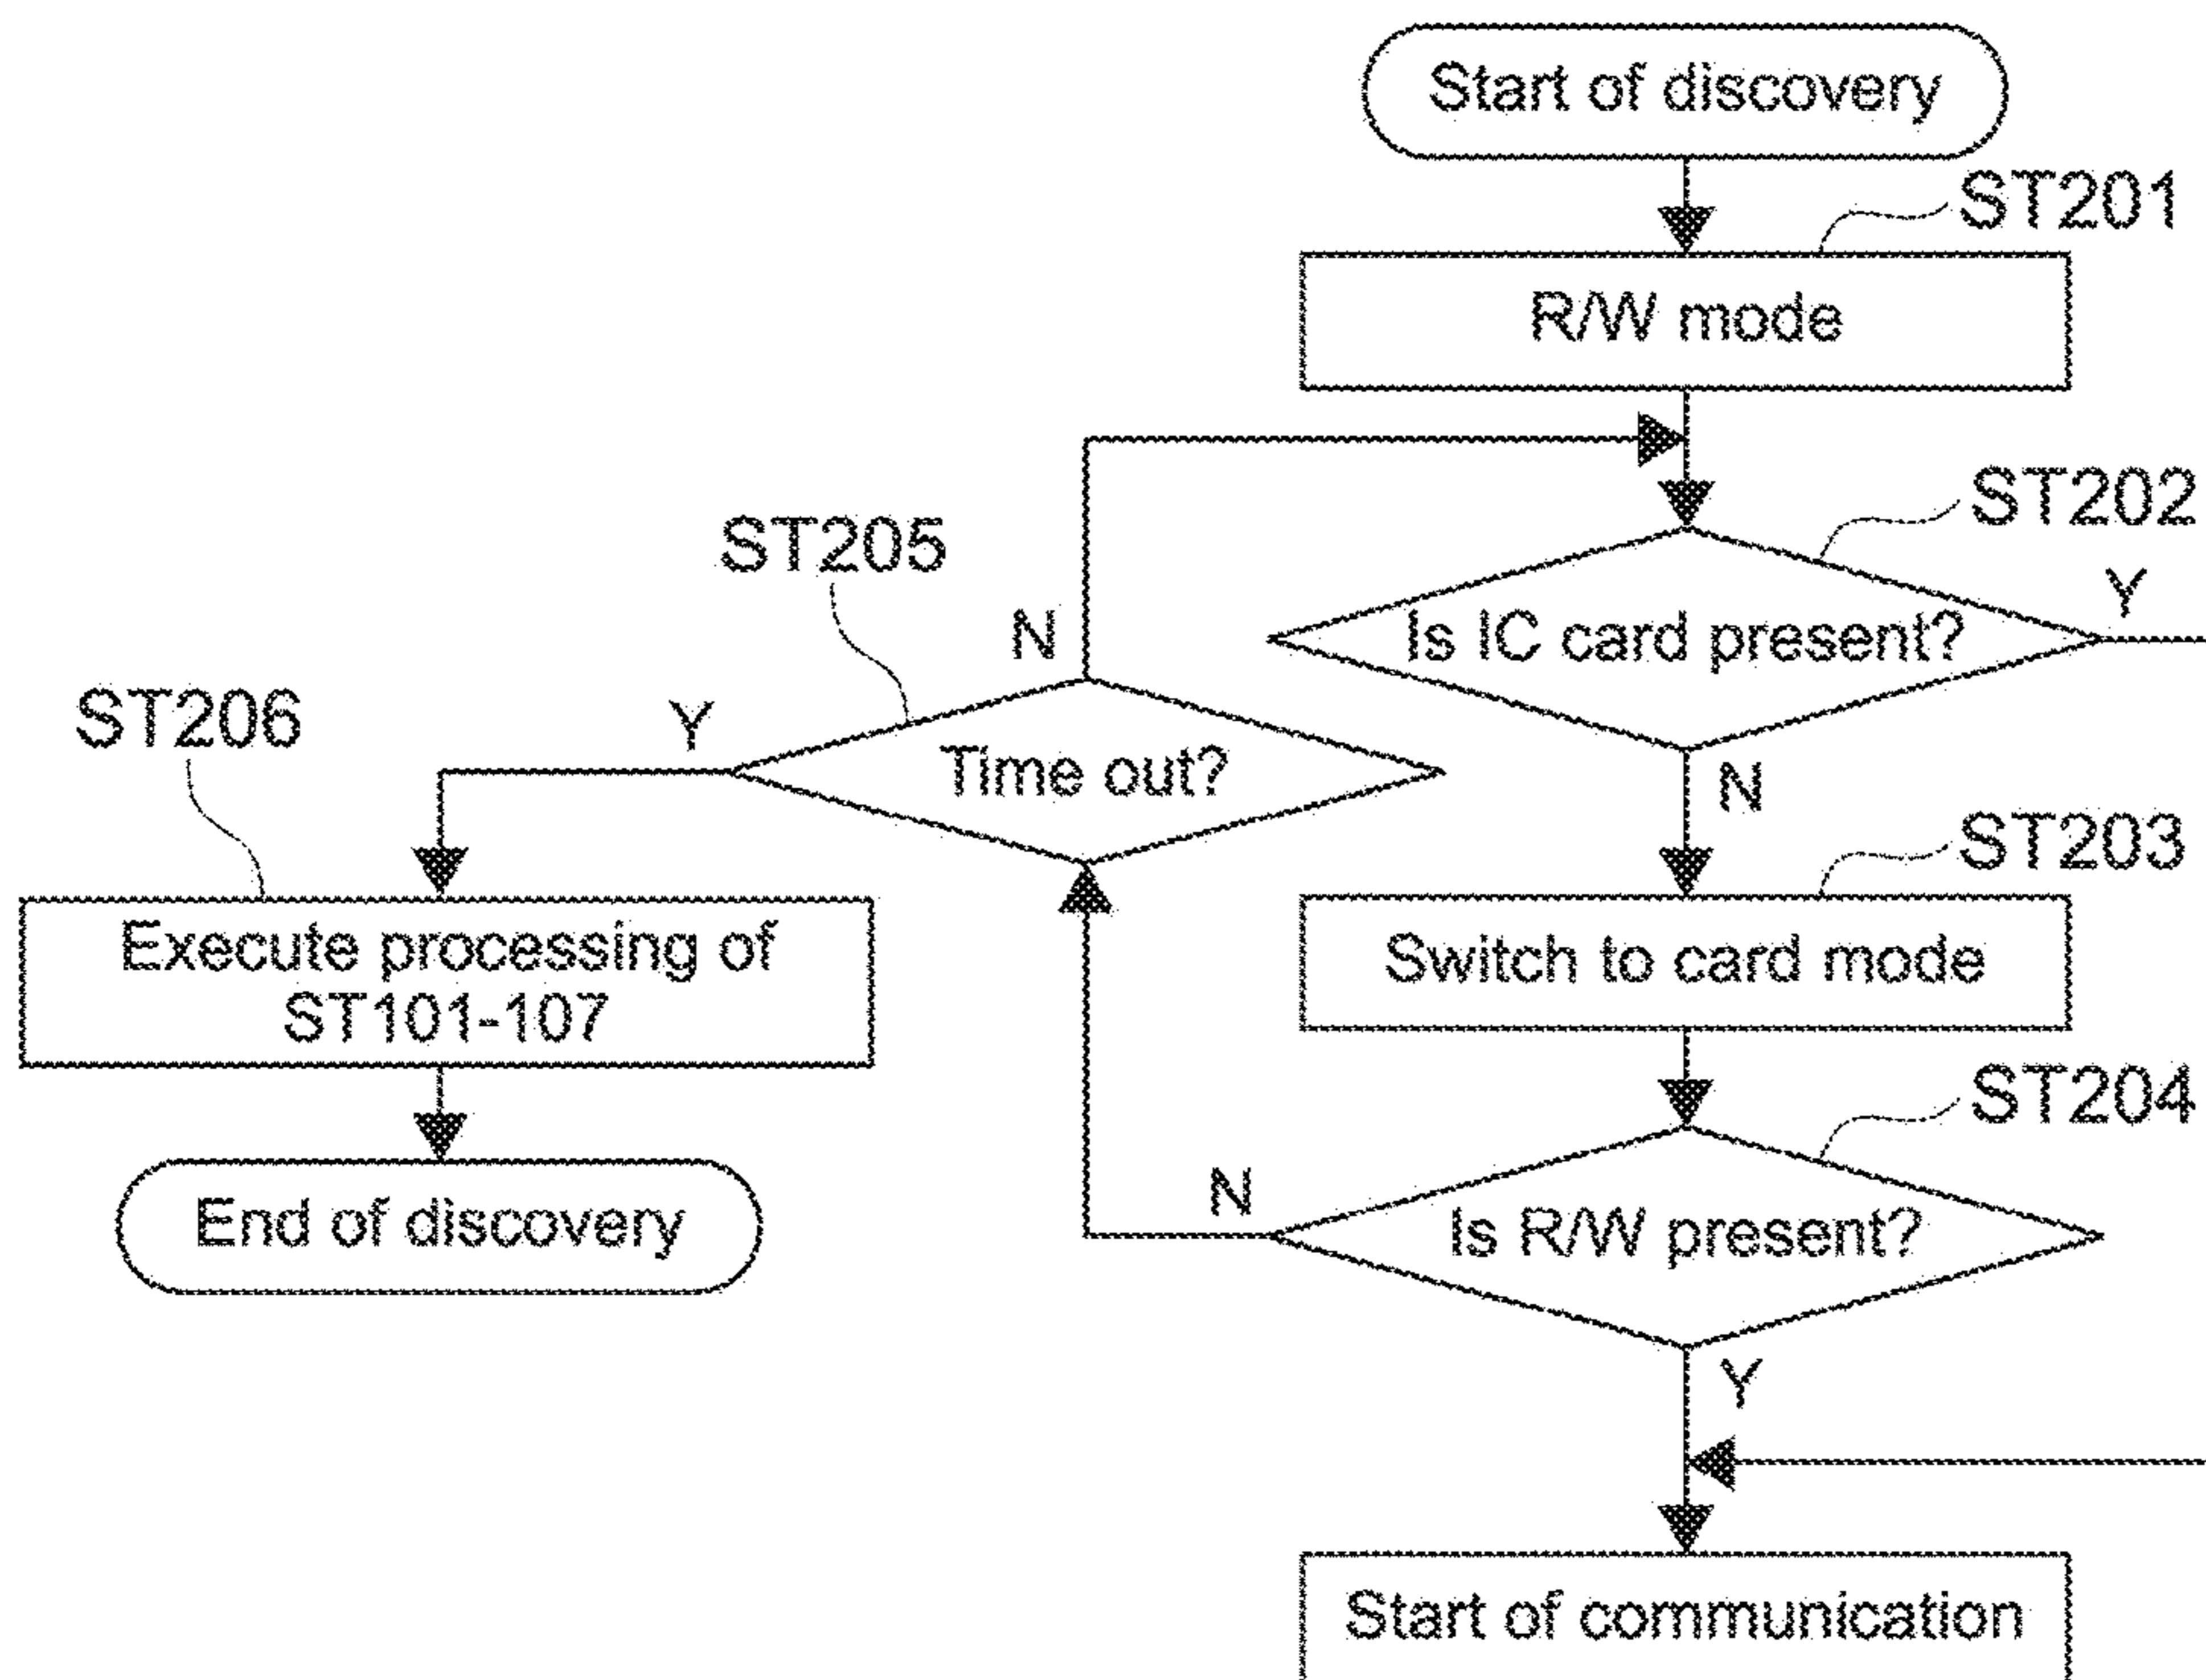 Start of discovery
ST201
R/W mode
ST202
Is IC card present?
Y
N
ST205
N
Time out?
Y
ST206
Execute processing of
ST101-107
End of discovery
ST203
Switch to card mode
ST204
Is R/W present?
N
Y
Start of communication